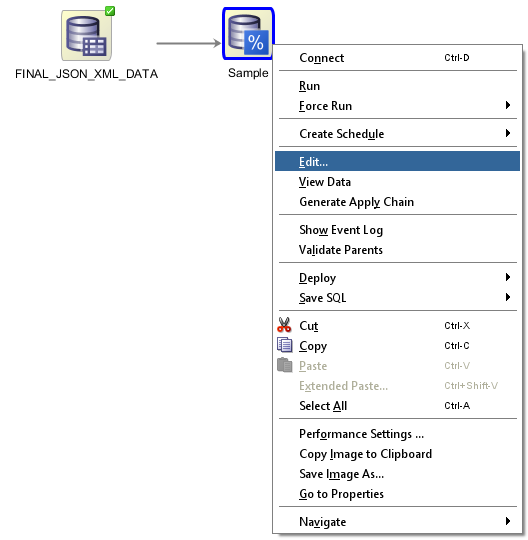 FINAL_JSON_XML_DATA
%
Sample
Connect Ctrl-D
Run
Force Run
Create Schedule
Edit...
View Data
Generate Apply Chain
Show Event Log
Validate Parents
Deploy
Save SQL
Cut Ctrl-X
Copy Ctrl-C
Paste Ctrl-V
Extended Paste... Ctrl+Shift-V
Select All Ctrl-A
Performance Settings ...
Copy Image to Clipboard
Save Image As...
Go to Properties
Navigate